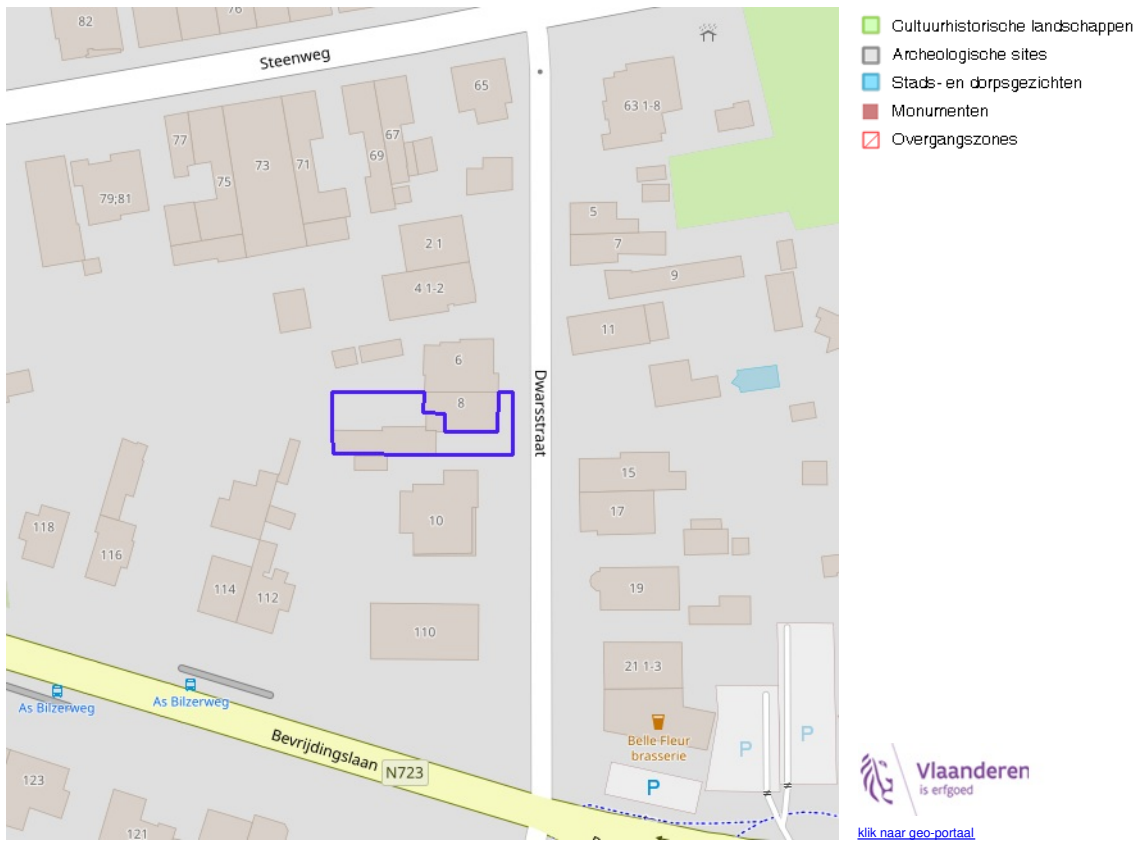 82
76
Steenweg
65
63 1-8
77
67
69
73
71
75
79;81
5
7
2 1
9
4 1-2
11
6
8
Dwarsstraat
15
17
10
118
116
114
112
19
110
21 1-3
As Bilzerweg
As Bilzerweg
Belle Fleur
brasserie
P
P
P
Bevrijdingslaan
N723
123
121
Cultuurhistorische landschappen
Archeologische sites
Stads- en dorpsgezichten
Monumenten
Overgangszones
Vlaanderen
is erfgoed
klik naar geo-portaal